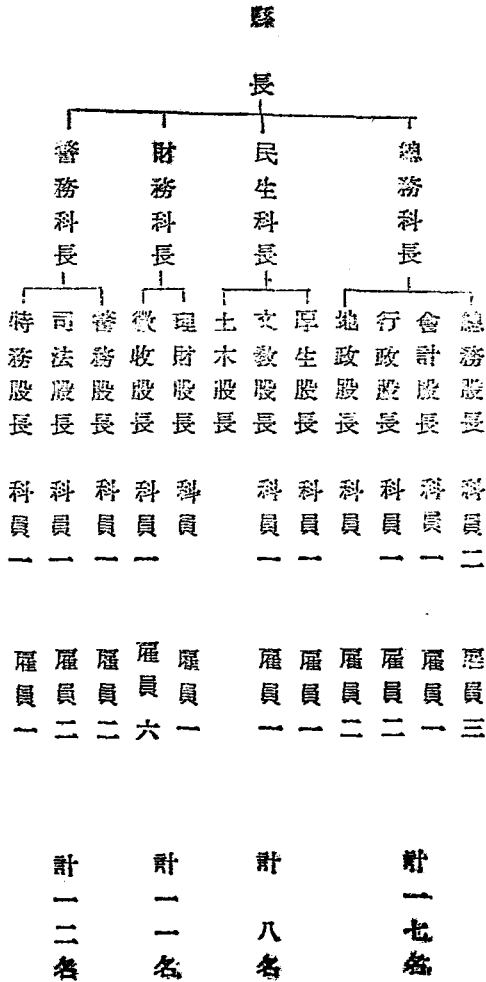 縣長
總務科長
民生科長
財務科長
警務科長
總務股長
會計股長
行政股長
地政股長
厚生股長
文教股長
土木股長
理財股長
徵收股長
警務股長
司法股長
特務股長
科員二
科員一
科員一
科員
科員一
科員一
科員
科員一
科員一
科員一
科員一
雇員三
雇員一
雇員二
雇員二
雇員一
雇員一
雇員一
雇員六
雇員二
雇員二
雇員一
計一七名
計八名
計一一名
計一二名